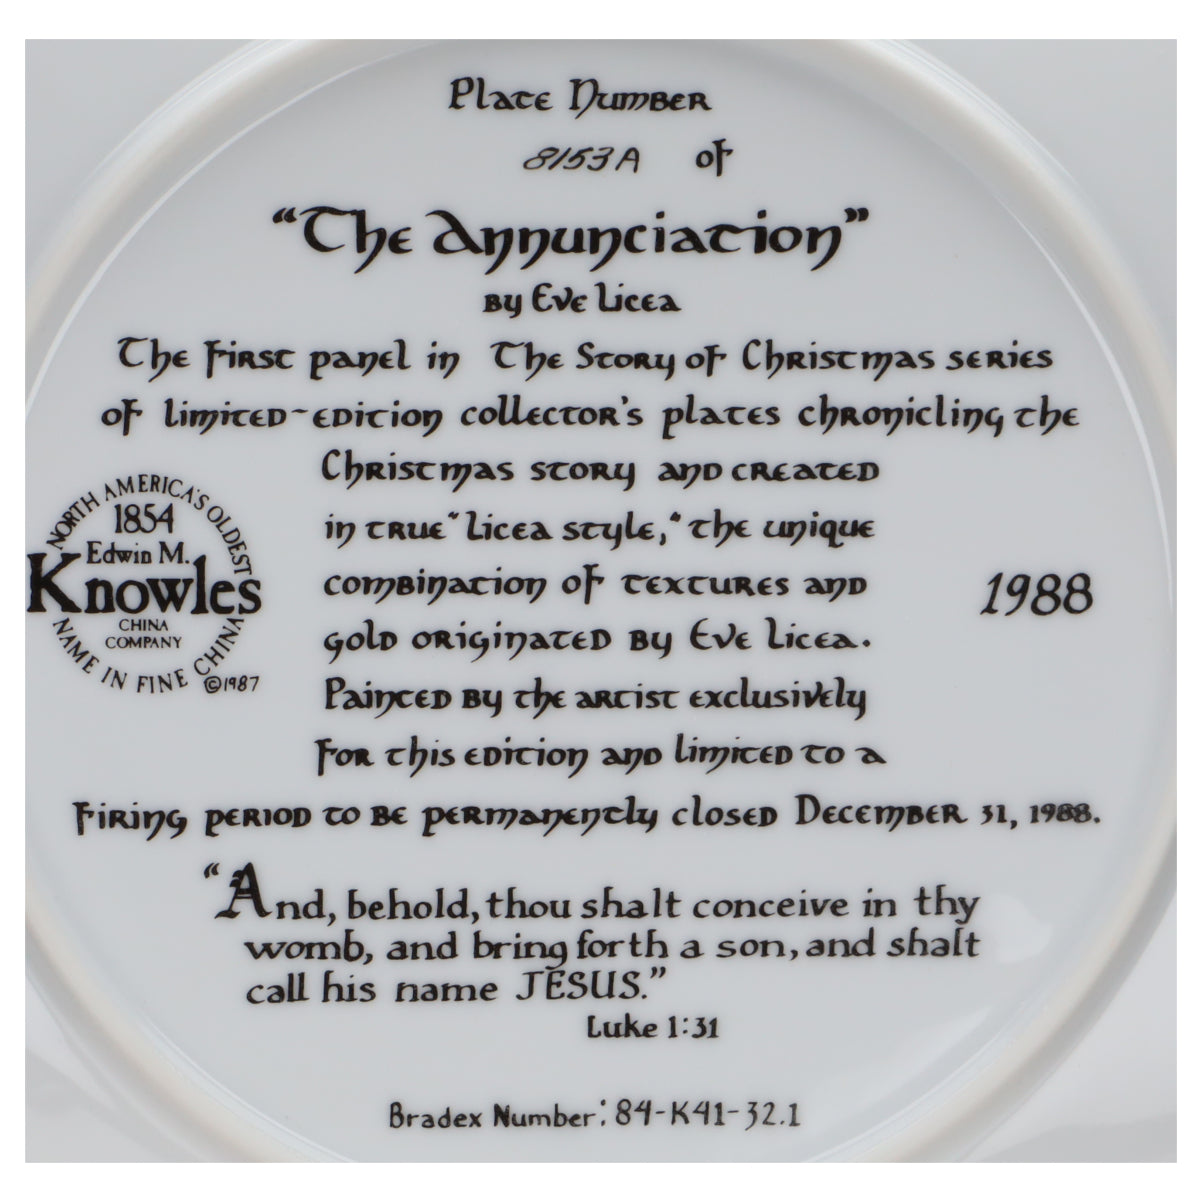 Plate Number
8153A of
"The Annunciation"
by Eve Licea
The first panel in The Story of Christmas series
of limited-edition collector's plates chronicling the
Christmas story and created
in true "Licea style," the unique
combination of textures and
gold originated by Eve Licea.
Painted by the artist exclusively
for this edition and limited to a
firing period to be permanently closed December 31, 1988.
NORTH AMERICA'S OLDEST
1854
Edwin M.
Knowles
CHINA
COMPANY
NAME IN FINE CHINA
©1987
1988
"And, behold, thou shalt conceive in thy
womb, and bring forth a son, and shalt
call his name JESUS."
Luke 1:31
Bradex Number: 84-K41-32.1